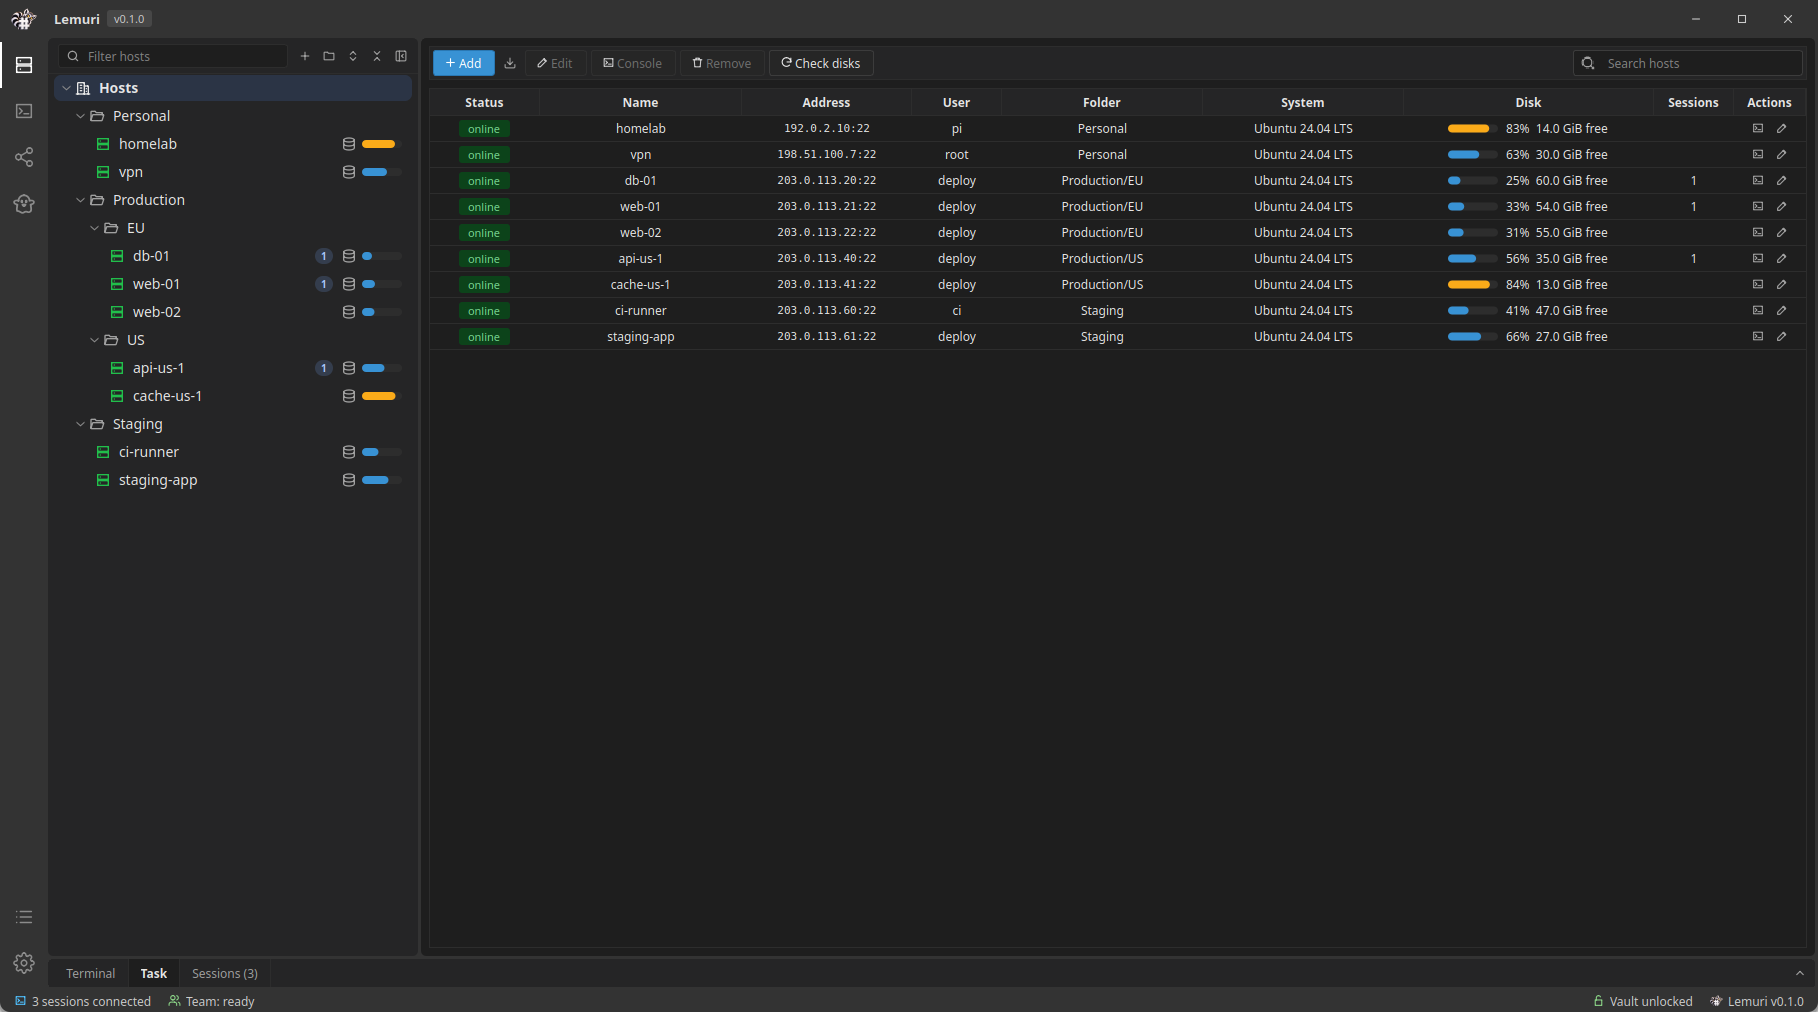 Lemuri v0.1.0
Filter hosts
Hosts
Personal
homelab
vpn
Production
EU
db-01 1
web-01 1
web-02
US
api-us-1 1
cache-us-1
Staging
ci-runner
staging-app
Add Edit Console Remove Check disks Search hosts
Status Name Address User Folder System Disk Sessions Actions
online homelab 192.0.2.10:22 pi Personal Ubuntu 24.04 LTS 83% 14.0 GiB free
online vpn 198.51.100.7:22 root Personal Ubuntu 24.04 LTS 63% 30.0 GiB free
online db-01 203.0.113.20:22 deploy Production/EU Ubuntu 24.04 LTS 25% 60.0 GiB free 1
online web-01 203.0.113.21:22 deploy Production/EU Ubuntu 24.04 LTS 33% 54.0 GiB free 1
online web-02 203.0.113.22:22 deploy Production/EU Ubuntu 24.04 LTS 31% 55.0 GiB free
online api-us-1 203.0.113.40:22 deploy Production/US Ubuntu 24.04 LTS 56% 35.0 GiB free 1
online cache-us-1 203.0.113.41:22 deploy Production/US Ubuntu 24.04 LTS 84% 13.0 GiB free
online ci-runner 203.0.113.60:22 ci Staging Ubuntu 24.04 LTS 41% 47.0 GiB free
online staging-app 203.0.113.61:22 deploy Staging Ubuntu 24.04 LTS 66% 27.0 GiB free
Terminal Task Sessions (3)
3 sessions connected Team: ready Vault unlocked Lemuri v0.1.0